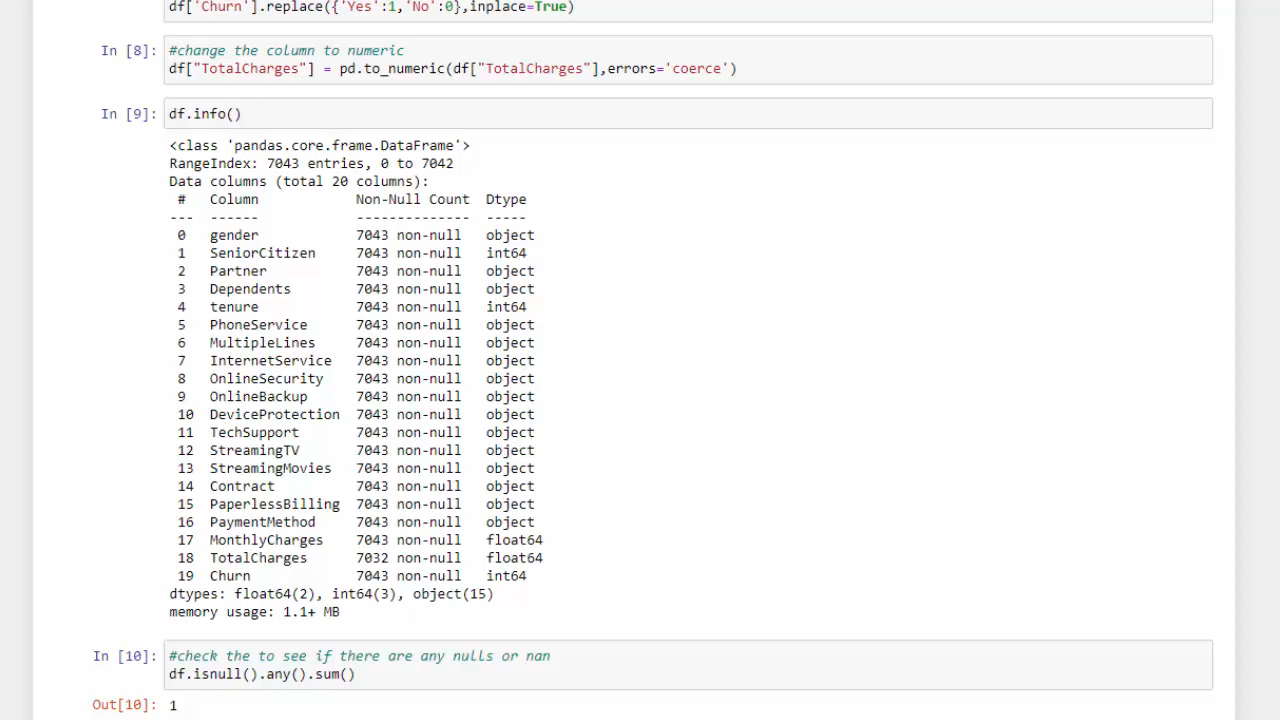 df['Churn'].replace({'Yes':1,'No':0},inplace=True)
In [8]: #change the column to numeric
df["TotalCharges"] = pd.to_numeric(df["TotalCharges"],errors='coerce')
In [9]: df.info()
<class 'pandas.core.frame.DataFrame'>
RangeIndex: 7043 entries, 0 to 7042
Data columns (total 20 columns):
 #   Column            Non-Null Count  Dtype
---  ------            --------------  -----
 0   gender            7043 non-null   object
 1   SeniorCitizen     7043 non-null   int64
 2   Partner           7043 non-null   object
 3   Dependents        7043 non-null   object
 4   tenure            7043 non-null   int64
 5   PhoneService      7043 non-null   object
 6   MultipleLines     7043 non-null   object
 7   InternetService   7043 non-null   object
 8   OnlineSecurity    7043 non-null   object
 9   OnlineBackup      7043 non-null   object
 10  DeviceProtection  7043 non-null   object
 11  TechSupport       7043 non-null   object
 12  StreamingTV       7043 non-null   object
 13  StreamingMovies   7043 non-null   object
 14  Contract          7043 non-null   object
 15  PaperlessBilling  7043 non-null   object
 16  PaymentMethod     7043 non-null   object
 17  MonthlyCharges    7043 non-null   float64
 18  TotalCharges      7032 non-null   float64
 19  Churn             7043 non-null   int64
dtypes: float64(2), int64(3), object(15)
memory usage: 1.1+ MB
In [10]: #check the to see if there are any nulls or nan
df.isnull().any().sum()
Out[10]: 1